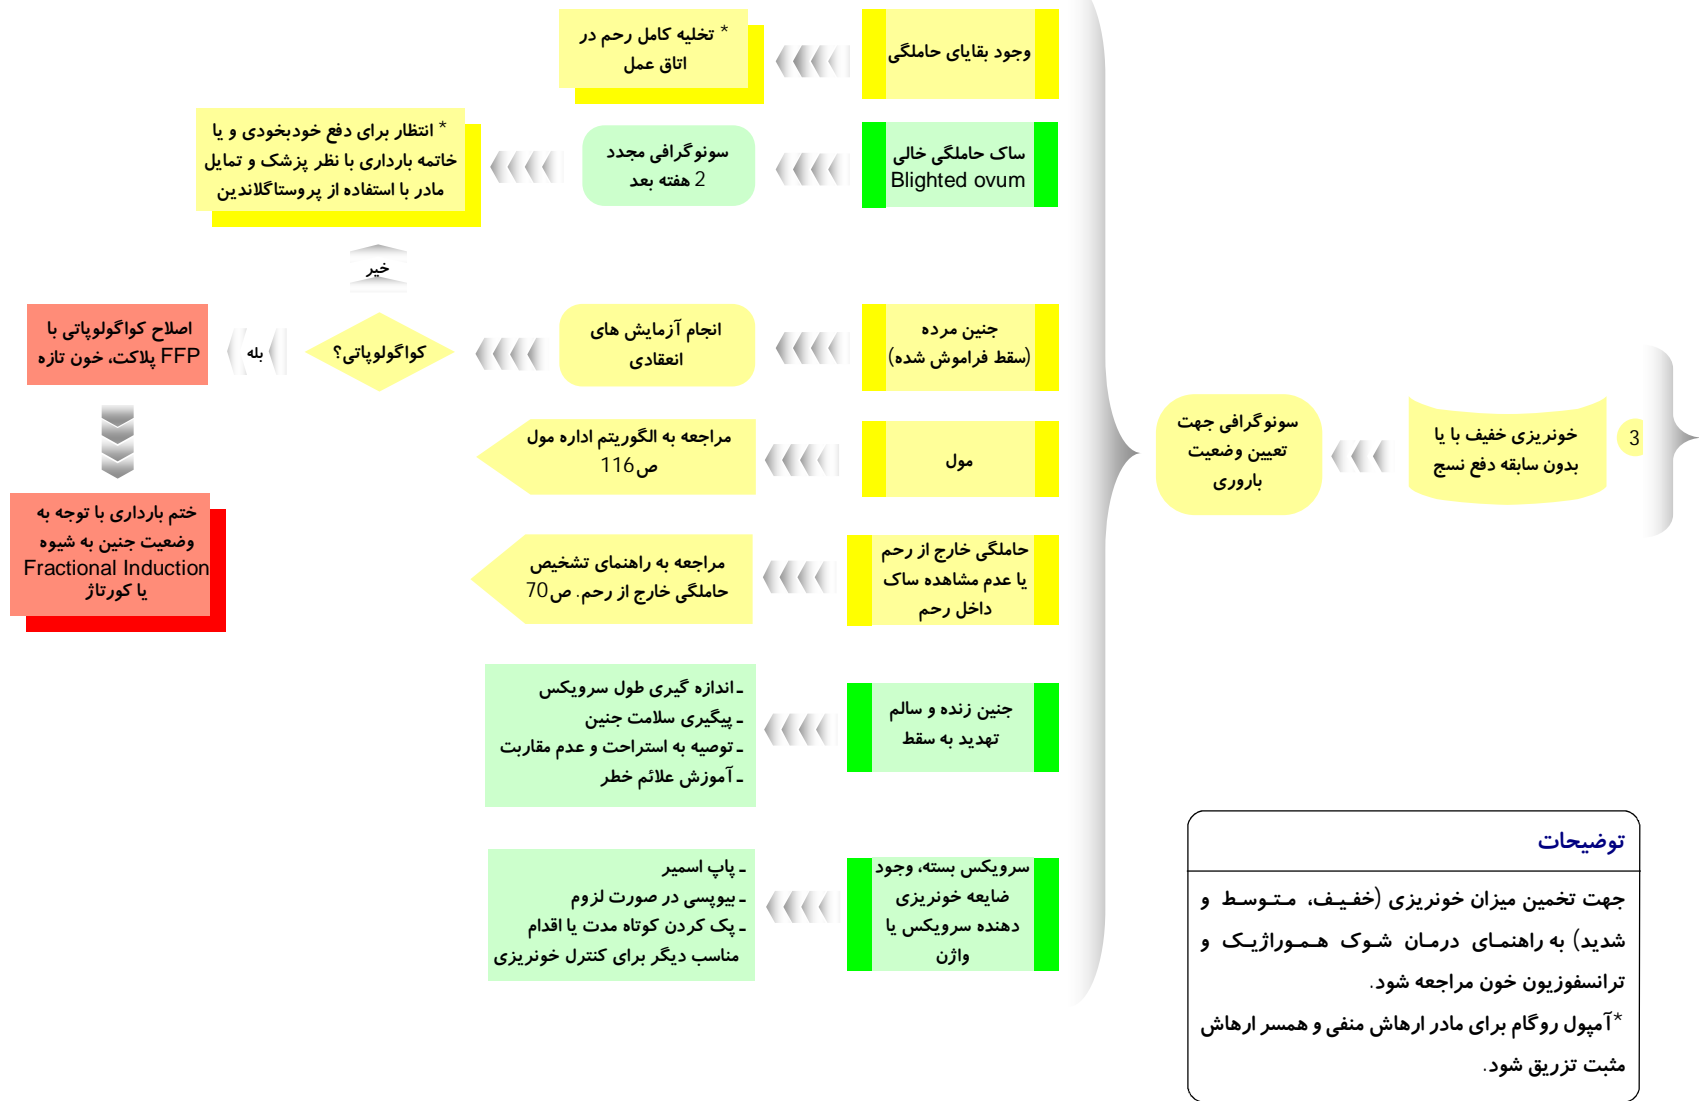 3
خونریزی خفیف با یا
بدون سابقه دفع نسج
سونوگرافی جهت
تعیین وضعیت
باروری
وجود بقایای حاملگی
* تخلیه کامل رحم در
اتاق عمل
ساک حاملگی خالی
Blighted ovum
سونوگرافی مجدد
2 هفته بعد
* انتظار برای دفع خودبخودی و یا
خاتمه بارداری با نظر پزشک و تمایل
مادر با استفاده از پروستاگلاندین
جنین مرده
(سقط فراموش شده)
انجام آزمایش های
انعقادی
کواگولوپاتی؟
خیر
بله
اصلاح کواگولوپاتی با
FFP پلاکت، خون تازه
ختم بارداری با توجه به
وضعیت جنین به شیوه
Fractional Induction
یا کورتاژ
مول
مراجعه به الگوریتم اداره مول
ص116
حاملگی خارج از رحم
یا عدم مشاهده ساک
داخل رحم
مراجعه به راهنمای تشخیص
حاملگی خارج از رحم. ص70
جنین زنده و سالم
تهدید به سقط
ـ اندازه گیری طول سرویکس
ـ پیگیری سلامت جنین
ـ توصیه به استراحت و عدم مقاربت
ـ آموزش علائم خطر
سرویکس بسته، وجود
ضایعه خونریزی
دهنده سرویکس یا
واژن
ـ پاپ اسمیر
ـ بیوپسی در صورت لزوم
ـ پک کردن کوتاه مدت یا اقدام
مناسب دیگر برای کنترل خونریزی
توضیحات
جهت تخمین میزان خونریزی (خفیف، متوسط و
شدید) به راهنمای درمان شوک هموراژیک و
ترانسفوزیون خون مراجعه شود.
*آمپول روگام برای مادر ارهاش منفی و همسر ارهاش
مثبت تزریق شود.